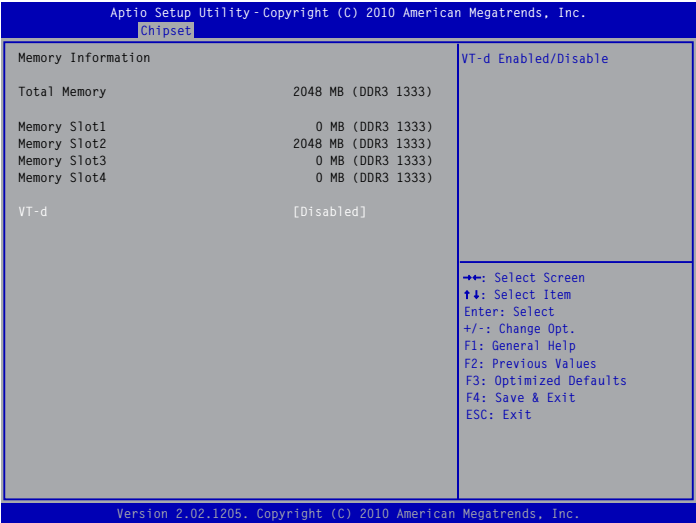 Aptio Setup Utility - Copyright (C) 2010 American Megatrends, Inc.
Chipset
Memory Information
Total Memory 2048 MB (DDR3 1333)
Memory Slot1 0 MB (DDR3 1333)
Memory Slot2 2048 MB (DDR3 1333)
Memory Slot3 0 MB (DDR3 1333)
Memory Slot4 0 MB (DDR3 1333)
VT-d [Disabled]
VT-d Enabled/Disable
→←: Select Screen
↑↓: Select Item
Enter: Select
+/-: Change Opt.
F1: General Help
F2: Previous Values
F3: Optimized Defaults
F4: Save & Exit
ESC: Exit
Version 2.02.1205. Copyright (C) 2010 American Megatrends, Inc.